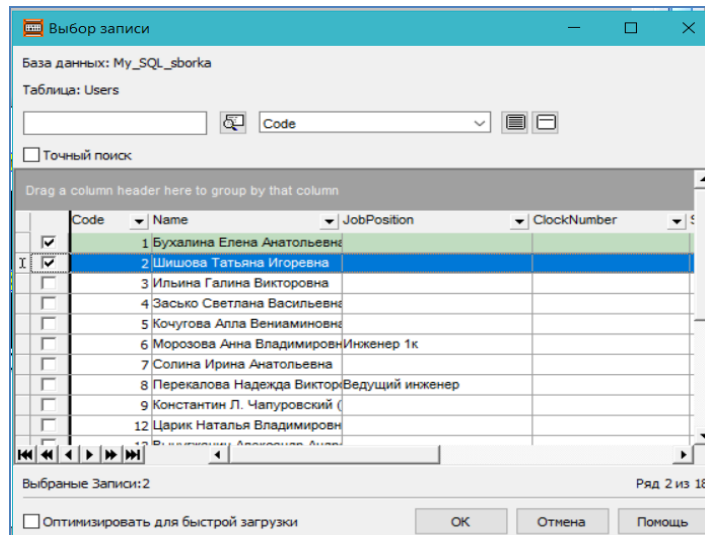 Выбор записи
База данных: My_SQL_sborka
Таблица: Users
Code
Точный поиск
Drag a column header here to group by that column
Code Name JobPosition ClockNumber
1 Бухалина Елена Анатольевна
2 Шишова Татьяна Игоревна
3 Ильина Галина Викторовна
4 Засько Светлана Васильевна
5 Кочугова Алла Вениаминовна
6 Морозова Анна Владимировн Инженер 1к
7 Солина Ирина Анатольевна
8 Перекалова Надежда Виктор Ведущий инженер
9 Константин Л. Чапуровский (
12 Царик Наталья Владимировн
Выбраные Записи:2
Ряд 2 из 18
Оптимизировать для быстрой загрузки
ОК Отмена Помощь